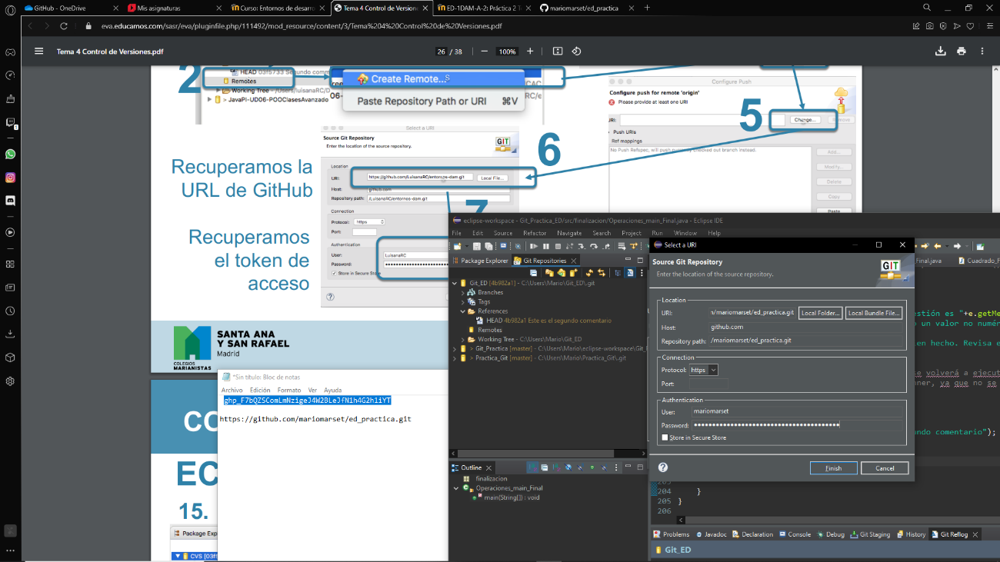 GitHub - OneDrive
Mis asignaturas
Curso: Entornos de desarro
Tema 4 Control de Versione
ED-1DAM-A-2: Práctica 2 T
mariomarset/ed_practica
eva.educamos.com/sasr/eva/pluginfile.php/111492/mod_resource/content/3/Tema%204%20Control%20de%20Versiones.pdf
Tema 4 Control de Versiones.pdf
26 / 38
100%
2
HEAD 03f5733 Segundo comm
Remotes
Working Tree - /Users/luisanaRC/D
> JavaPI-UD06-POOClasesAvanzado
Create Remote...
Paste Repository Path or URI ⌘V
Configure Push
Configure push for remote 'origin'
Please provide at least one URI
5
URI:
Change...
Remove
Push URIs
Ref mappings
No Push Refspec, will push currently checked out branch instead.
Add...
Modify...
Delete
Copy
Paste
Select a URI
Source Git Repository
Enter the location of the source repository.
GIT
6
Recuperamos la
URL de GitHub
Recuperamos
el token de
acceso
Location
URI: https://github.com/LuisanaRC/entornos-dam.git Local File...
Host: github.com
Repository path: /LuisanaRC/entornos-dam.git
7
Connection
Protocol: https
Port:
Authentication
User: LuisanaRC
Password:
Store in Secure Store
SANTA ANA
Y SAN RAFAEL
Madrid
COLEGIOS
MARIANISTAS
CO
EC
15.
Package Exp
CVS [03f5
*Sin título: Bloc de notas
Archivo Edición Formato Ver Ayuda
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
https://github.com/mariomarset/ed_practica.git
eclipse-workspace - Git_Practica_ED/src/finalizacion/Operaciones_main_Final.java - Eclipse IDE
File Edit Source Refactor Navigate Search Project Run Window Help
Package Explorer
Git Repositories
Git_ED [4b982a1] - C:\Users\Mario\Git_ED\.git
Branches
Tags
References
HEAD 4b982a1 Este es el segundo comentario
Remotes
Working Tree - C:\Users\Mario\Git_ED
> Git_Practica [master] - C:\Users\Mario\eclipse-workspace\Git_
> Practica_Git [master] - C:\Users\Mario\Practica_Git\.git
Outline
finalizacion
Operaciones_main_Final
main(String[]) : void
Select a URI
Source Git Repository
Enter the location of the source repository.
GIT
Location
URI: n/mariomarset/ed_practica.git Local Folder... Local Bundle File...
Host: github.com
Repository path: /mariomarset/ed_practica.git
Connection
Protocol: https
Port:
Authentication
User: mariomarset
Password:
Store in Secure Store
Finish
Cancel
Final.java
Cuadrado_F
estión es "+e.getMe
o un valor no numér
en hecho. Revisa e
se volverá a ejecut
ner, ya que no se
undo comentario");
204 }
205 }
206
Problems Javadoc Declaration Console Debug Git Staging History Git Reflog
Git_ED